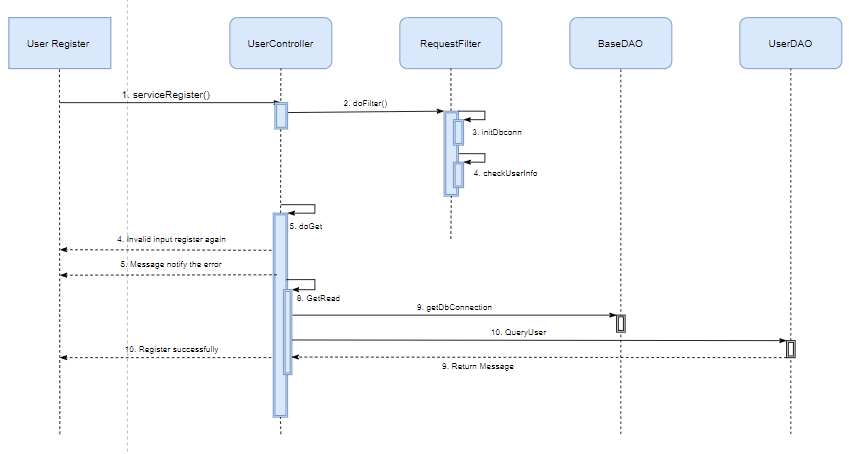 User Register
UserController
RequestFilter
BaseDAO
UserDAO
1. serviceRegister()
2. doFilter()
3. initDbconn
4. checkUserInfo
5. doGet
4. Invalid input register again
5. Message notify the error
8. GetRead
9. getDbConnection
10. QueryUser
10. Register successfully
9. Return Message